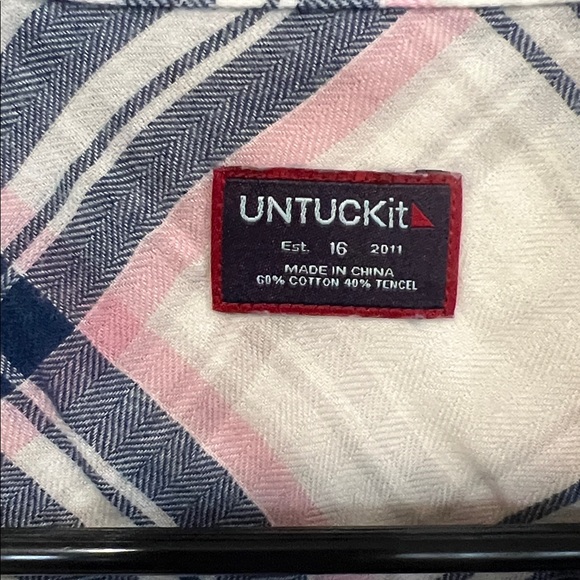 UNTUCKit
Est. 16 2011
MADE IN CHINA
60% COTTON 40% TENCEL